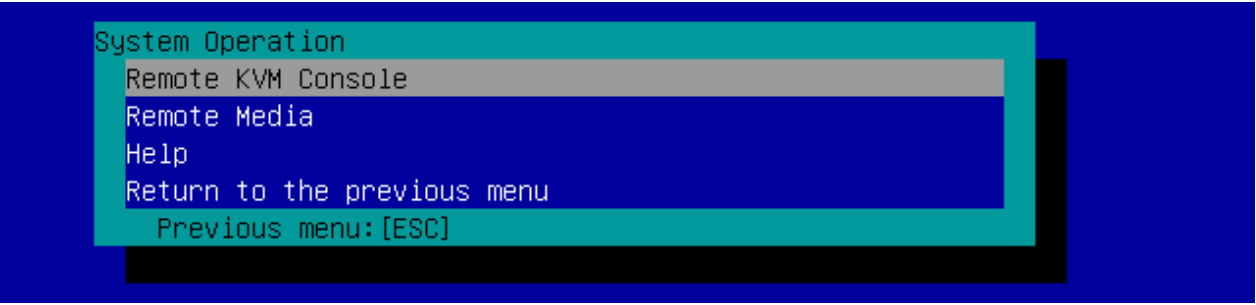 System Operation
Remote KVM Console
Remote Media
Help
Return to the previous menu
Previous menu:[ESC]